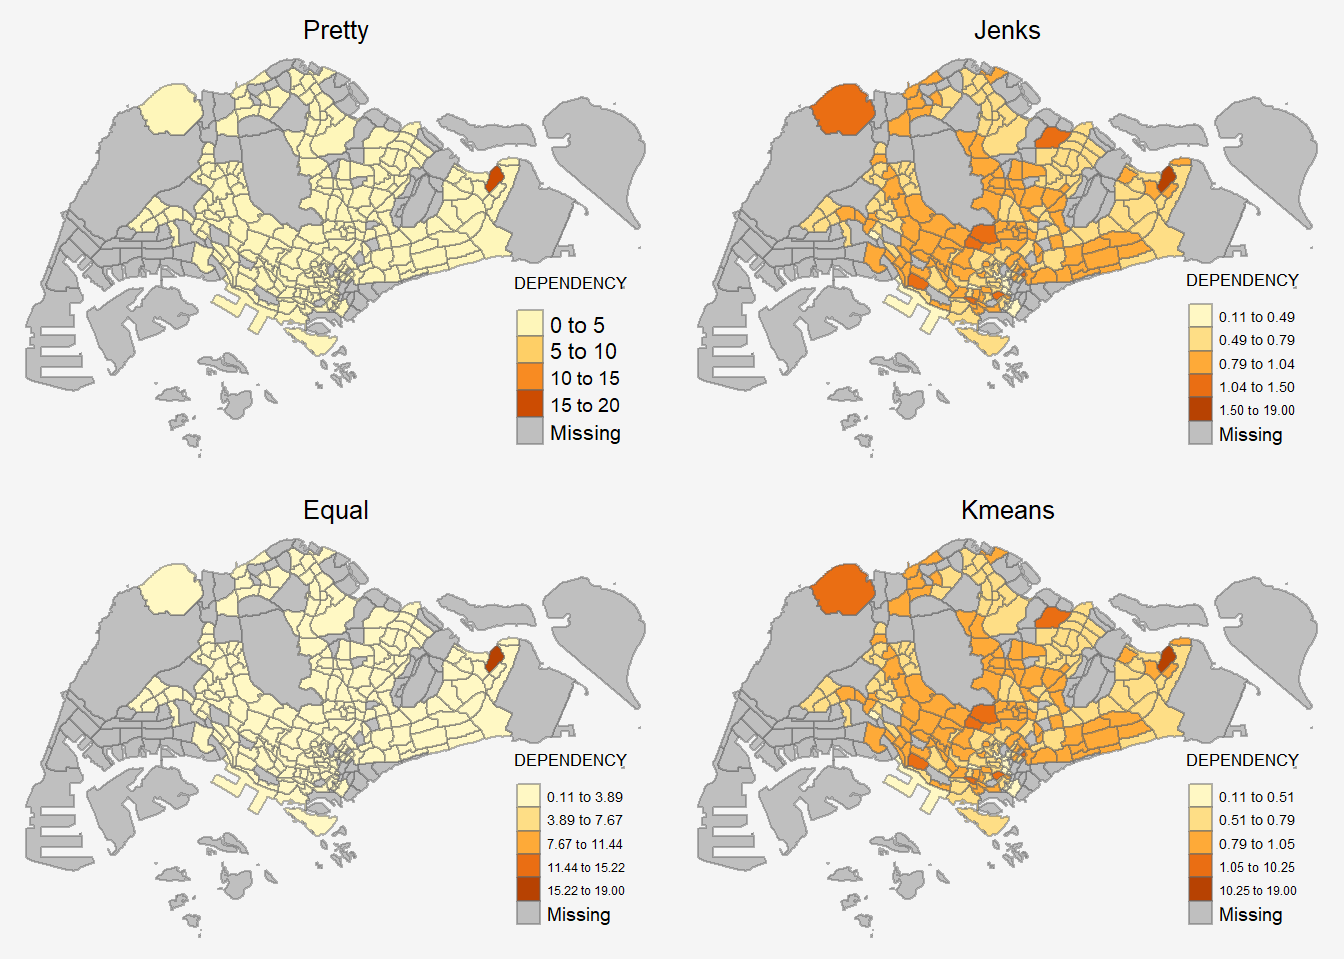 Pretty
DEPENDENCY
0 to 5
5 to 10
10 to 15
15 to 20
Missing
Jenks
DEPENDENCY
0.11 to 0.49
0.49 to 0.79
0.79 to 1.04
1.04 to 1.50
1.50 to 19.00
Missing
Equal
DEPENDENCY
0.11 to 3.89
3.89 to 7.67
7.67 to 11.44
11.44 to 15.22
15.22 to 19.00
Missing
Kmeans
DEPENDENCY
0.11 to 0.51
0.51 to 0.79
0.79 to 1.05
1.05 to 10.25
10.25 to 19.00
Missing